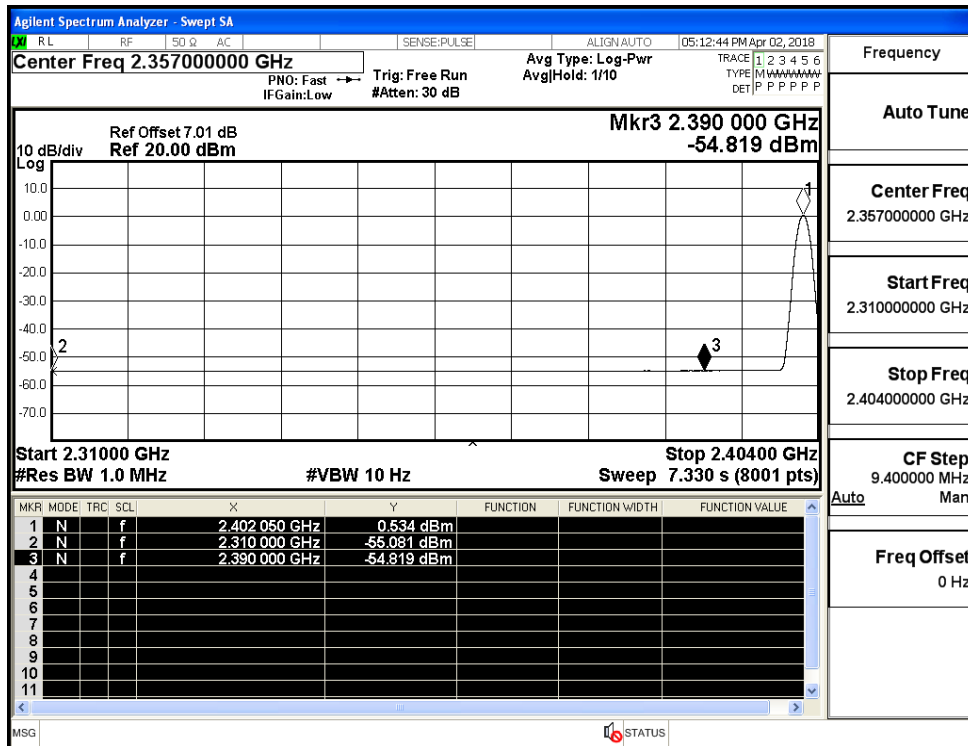 Agilent Spectrum Analyzer - Swept SA
LXI RL RF 50 Ω AC SENSE:PULSE ALIGN AUTO 05:12:44 PM Apr 02, 2018
Center Freq 2.357000000 GHz
PNO: Fast
IFGain:Low
Trig: Free Run
#Atten: 30 dB
Avg Type: Log-Pwr
Avg|Hold: 1/10
TRACE 1 2 3 4 5 6
TYPE M WWWWW
DET P P P P P P
Mkr3 2.390 000 GHz
-54.819 dBm
Ref Offset 7.01 dB
Ref 20.00 dBm
10 dB/div
Log
10.0
0.00
-10.0
-20.0
-30.0
-40.0
-50.0
-60.0
-70.0
1
2
3
Start 2.31000 GHz Stop 2.40400 GHz
#Res BW 1.0 MHz #VBW 10 Hz Sweep 7.330 s (8001 pts)
MKR MODE TRC SCL X Y FUNCTION FUNCTION WIDTH FUNCTION VALUE
1 N f 2.402 050 GHz 0.534 dBm
2 N f 2.310 000 GHz -55.081 dBm
3 N f 2.390 000 GHz -54.819 dBm
4
5
6
7
8
9
10
11
MSG STATUS
Frequency
Auto Tune
Center Freq
2.357000000 GHz
Start Freq
2.310000000 GHz
Stop Freq
2.404000000 GHz
CF Step
9.400000 MHz
Auto Man
Freq Offset
0 Hz